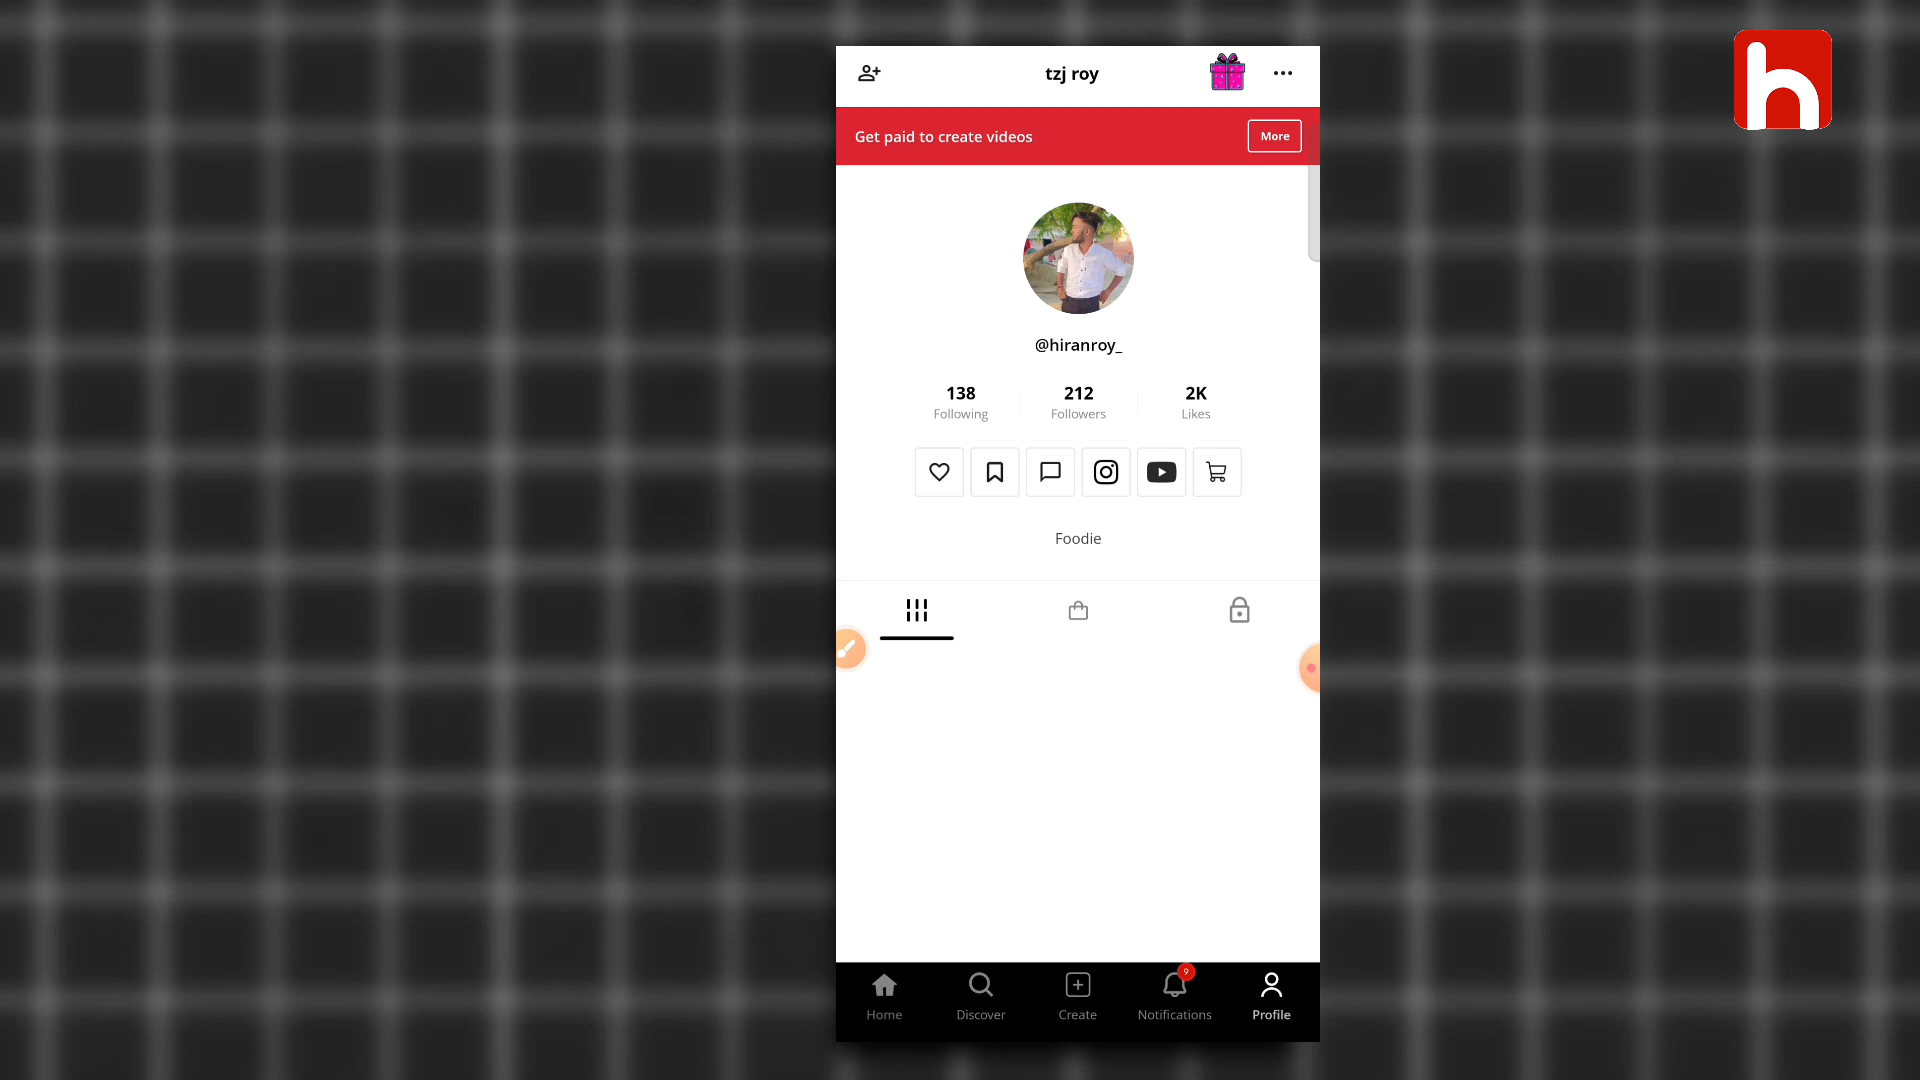 tzj roy
Get paid to create videos
More
@hiranroy_
138
212
2K
Following
Followers
Likes
Foodie
9
Home
Discover
Create
Notifications
Profile
h